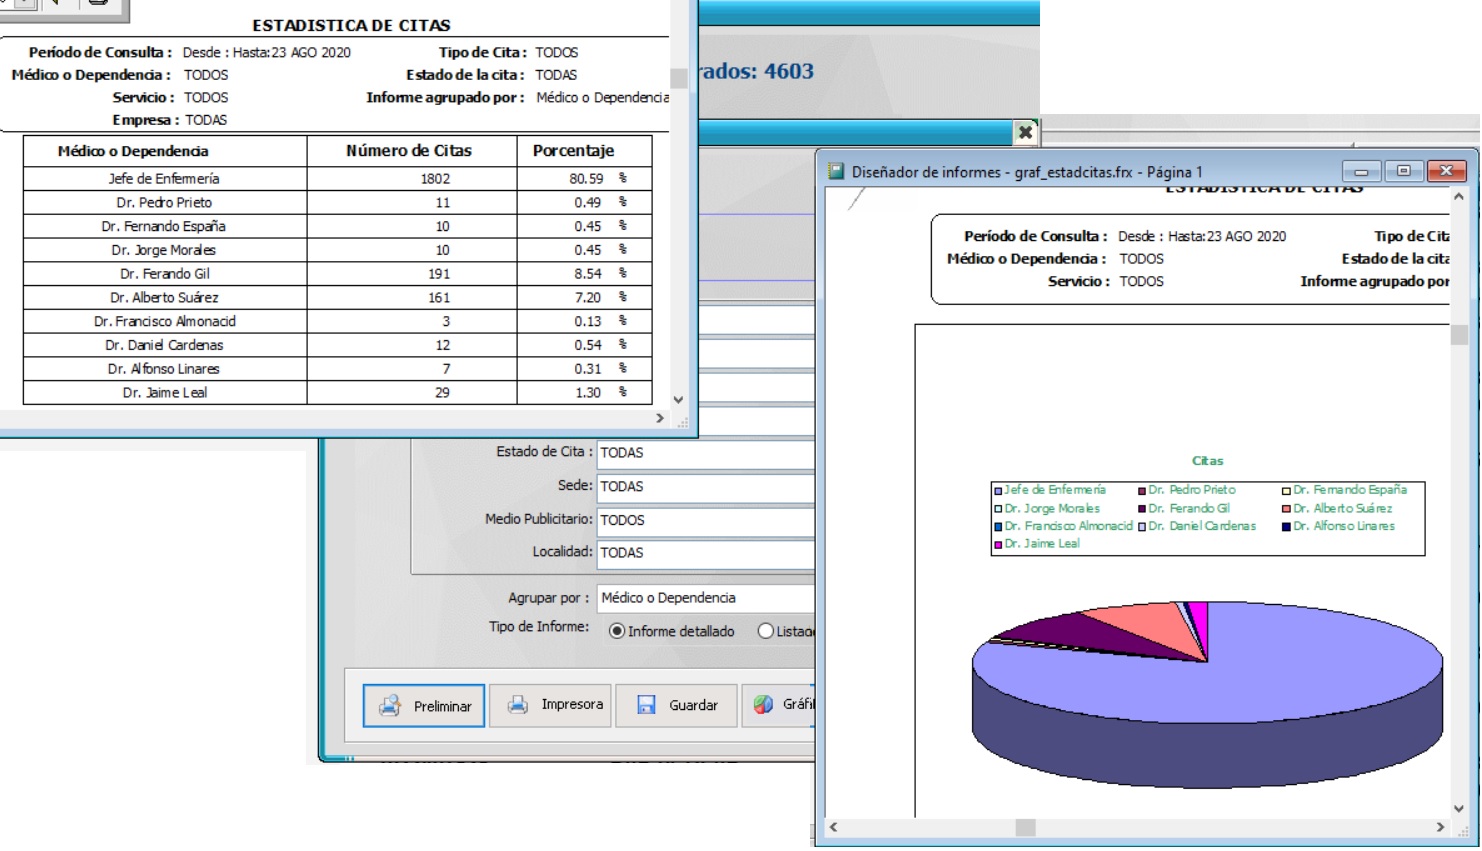 ESTADISTICA DE CITAS
Período de Consulta : Desde : Hasta:23 AGO 2020 Tipo de Cita : TODOS
Médico o Dependencia : TODOS Estado de la cita : TODAS
Servicio : TODOS Informe agrupado por : Médico o Dependencia
Empresa : TODAS
Médico o Dependencia Número de Citas Porcentaje
Jefe de Enfermería 1802 80.59 %
Dr. Pedro Prieto 11 0.49 %
Dr. Fernando España 10 0.45 %
Dr. Jorge Morales 10 0.45 %
Dr. Ferando Gil 191 8.54 %
Dr. Alberto Suárez 161 7.20 %
Dr. Francisco Almonacid 3 0.13 %
Dr. Daniel Cardenas 12 0.54 %
Dr. Alfonso Linares 7 0.31 %
Dr. Jaime Leal 29 1.30 %
rados: 4603
Estado de Cita : TODAS
Sede: TODAS
Medio Publicitario: TODOS
Localidad: TODAS
Agrupar por : Médico o Dependencia
Tipo de Informe: Informe detallado Listad
Preliminar Impresora Guardar Gráfi
Diseñador de informes - graf_estadcitas.frx - Página 1
ESTADISTICA DE CITAS
Período de Consulta : Desde : Hasta:23 AGO 2020 Tipo de Cita
Médico o Dependencia : TODOS Estado de la cita
Servicio : TODOS Informe agrupado por
Citas
Jefe de Enfermería Dr. Pedro Prieto Dr. Fernando España
Dr. Jorge Morales Dr. Ferando Gil Dr. Alberto Suárez
Dr. Francisco Almonacid Dr. Daniel Cardenas Dr. Alfonso Linares
Dr. Jaime Leal